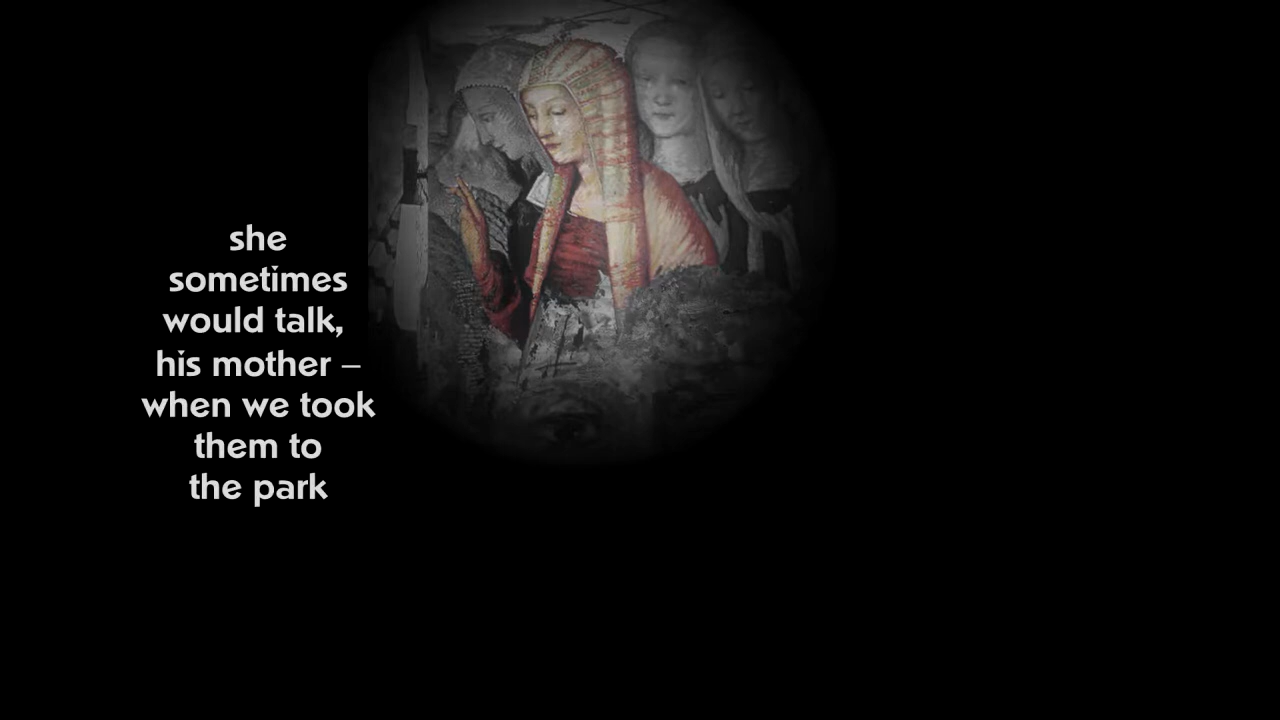 she
sometimes
would talk,
his mother –
when we took
them to
the park